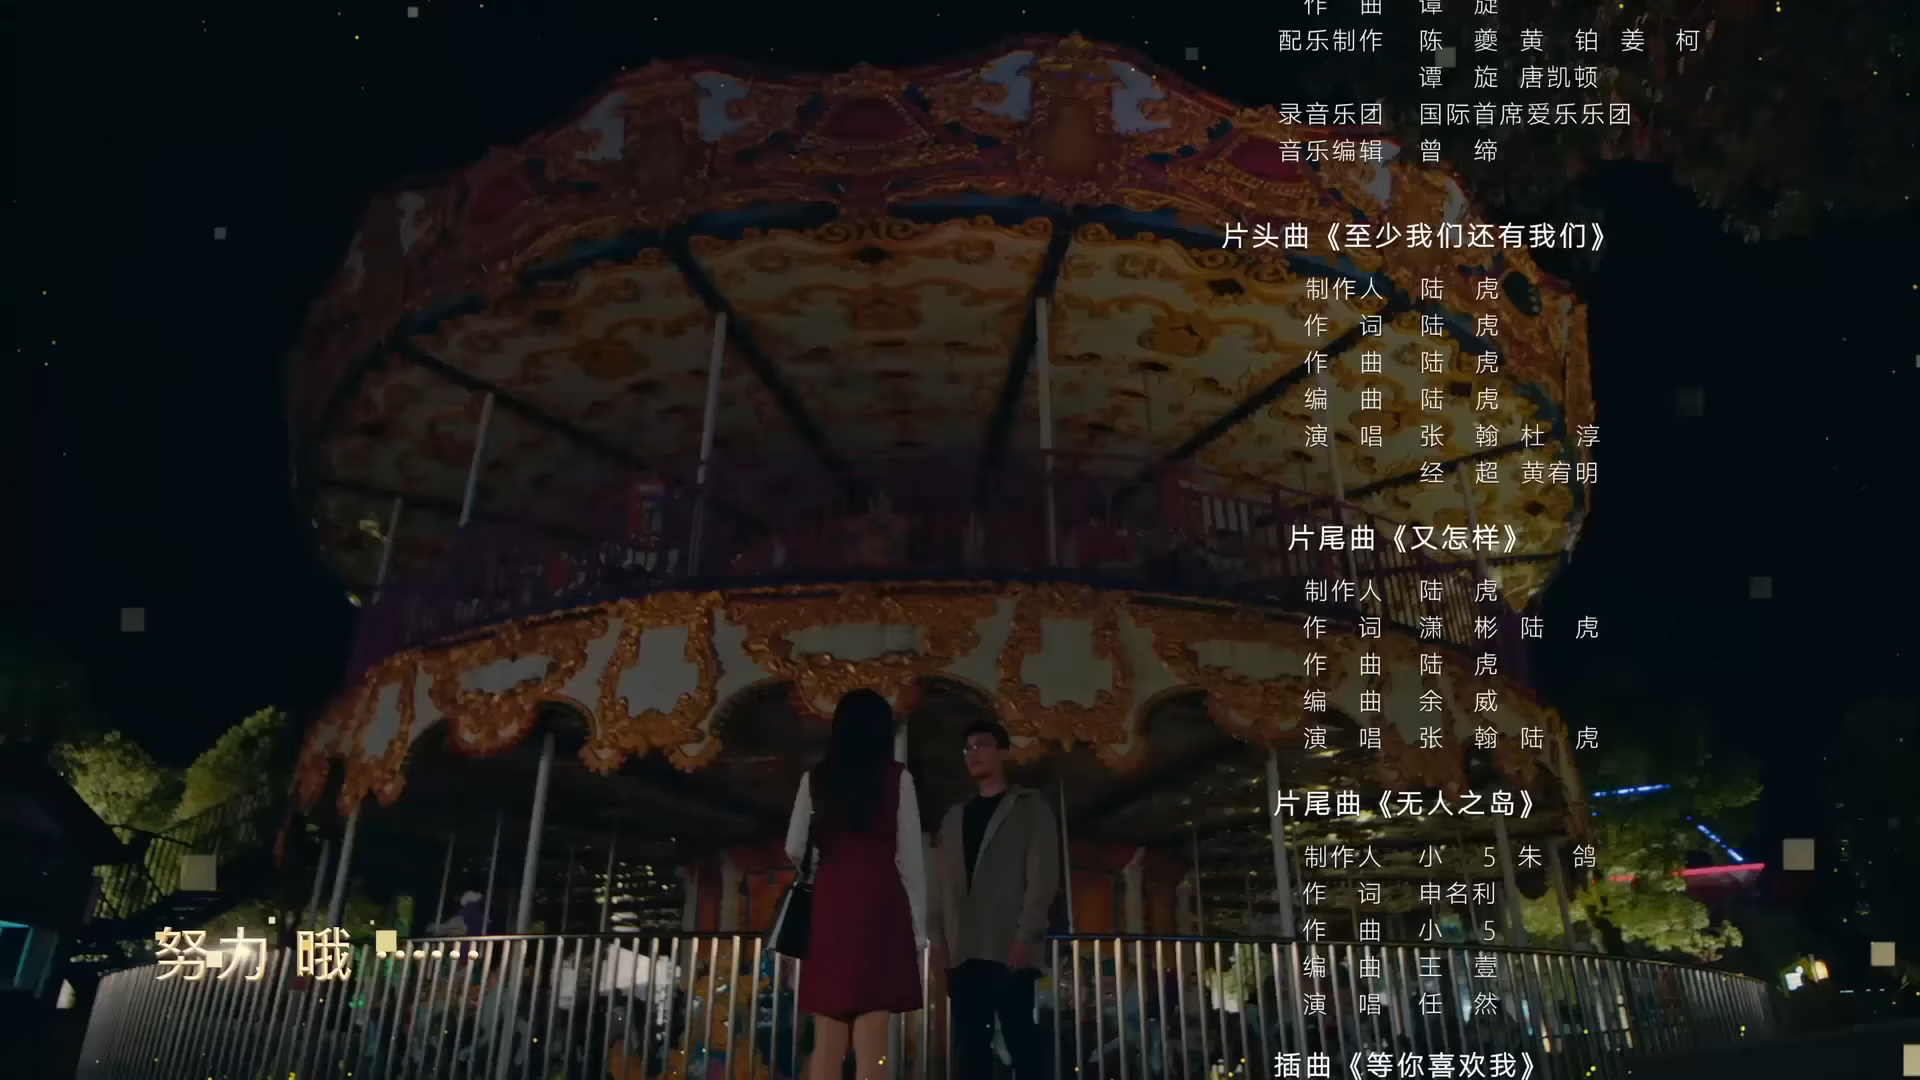 作曲 谭旋
配乐制作 陈夔 黄铂 姜柯
谭旋 唐凯顿
录音乐团 国际首席爱乐乐团
音乐编辑 曾缔
片头曲《至少我们还有我们》
制作人 陆虎
作词 陆虎
作曲 陆虎
编曲 陆虎
演唱 张翰 杜淳
经超 黄宥明
片尾曲《又怎样》
制作人 陆虎
作词 潇彬 陆虎
作曲 陆虎
编曲 余威
演唱 张翰 陆虎
片尾曲《无人之岛》
制作人 小5 朱鸽
作词 申名利
作曲 小5
编曲 王壹
演唱 任然
插曲《等你喜欢我》
努力 哦 ......